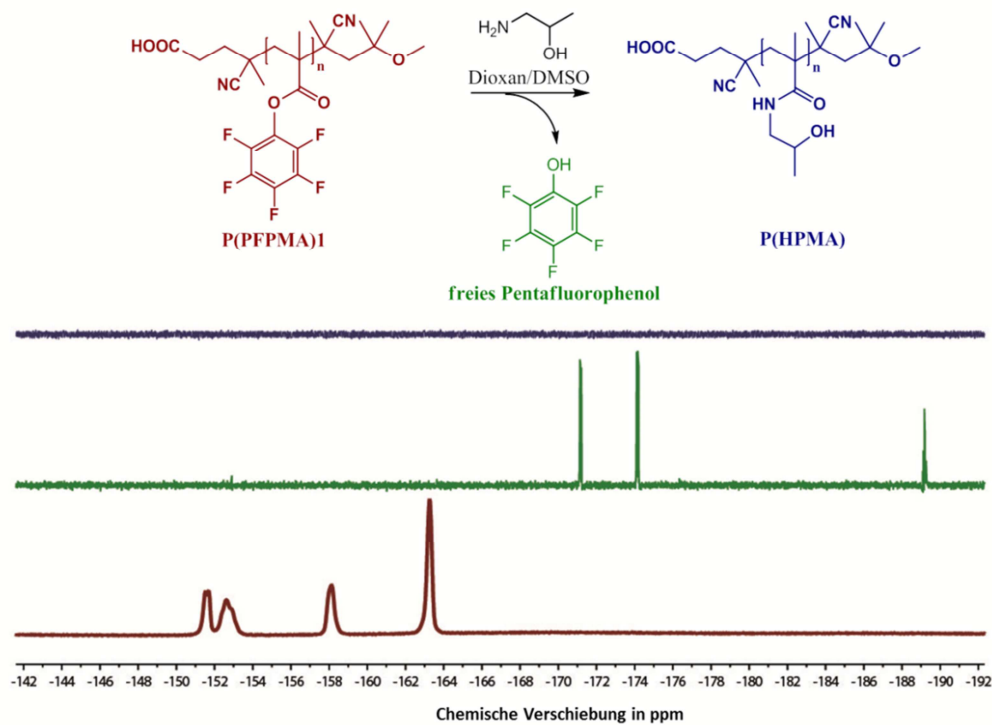 HOOC
NC
CN
O
n
O
O
F
F
F
F
F
P(PFPMA)1
H₂N
OH
Dioxan/DMSO
OH
F
F
F
F
F
freies Pentafluorophenol
HOOC
NC
CN
O
n
HN
O
OH
P(HPMA)
-142 -144 -146 -148 -150 -152 -154 -156 -158 -160 -162 -164 -166 -168 -170 -172 -174 -176 -178 -180 -182 -184 -186 -188 -190 -192
Chemische Verschiebung in ppm